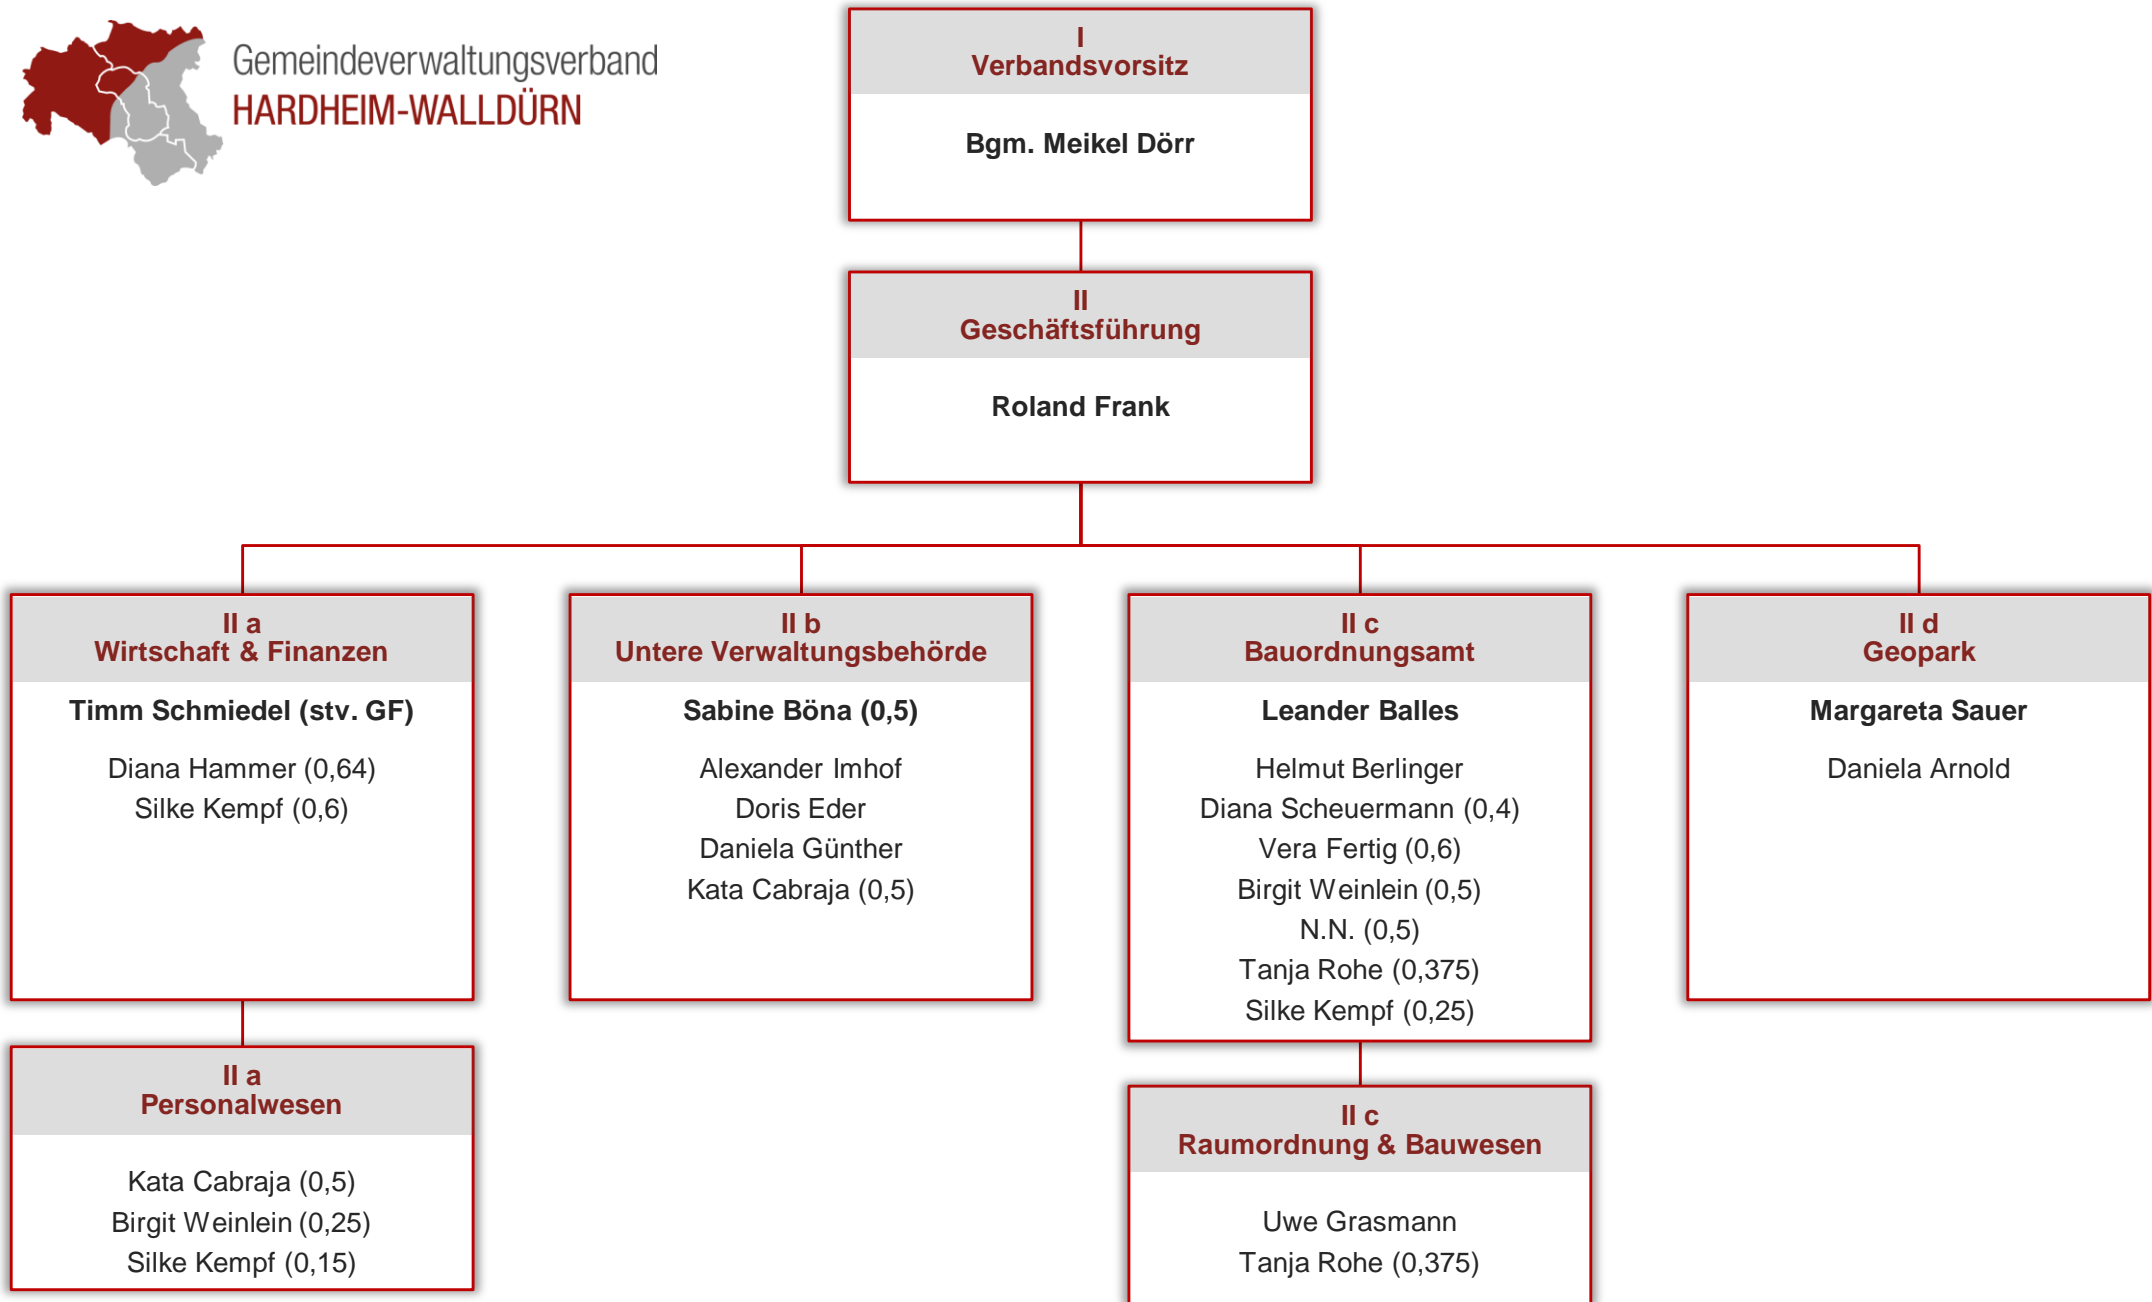 Gemeindeverwaltungsverband
HARDHEIM-WALLDÜRN
I
Verbandsvorsitz
Bgm. Meikel Dörr
II
Geschäftsführung
Roland Frank
II a
Wirtschaft & Finanzen
Timm Schmiedel (stv. GF)
Diana Hammer (0,64)
Silke Kempf (0,6)
II a
Personalwesen
Kata Cabraja (0,5)
Birgit Weinlein (0,25)
Silke Kempf (0,15)
II b
Untere Verwaltungsbehörde
Sabine Böna (0,5)
Alexander Imhof
Doris Eder
Daniela Günther
Kata Cabraja (0,5)
II c
Bauordnungsamt
Leander Balles
Helmut Berlinger
Diana Scheuermann (0,4)
Vera Fertig (0,6)
Birgit Weinlein (0,5)
N.N. (0,5)
Tanja Rohe (0,375)
Silke Kempf (0,25)
II c
Raumordnung & Bauwesen
Uwe Grasmann
Tanja Rohe (0,375)
II d
Geopark
Margareta Sauer
Daniela Arnold